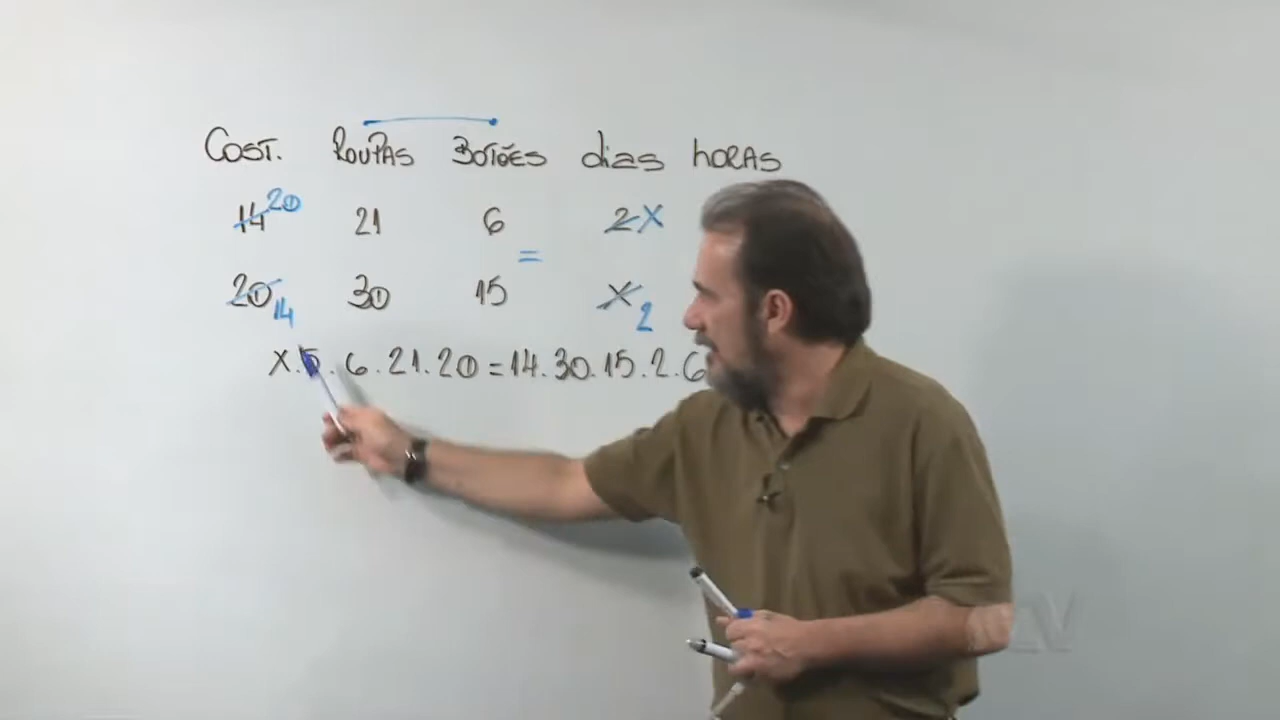 COST. ROUPAS BOTÕES dias horas
14 20 21 6 2 X
=
20 14 30 15 X 2
X.5.6.21.20=14.30.15.2.6